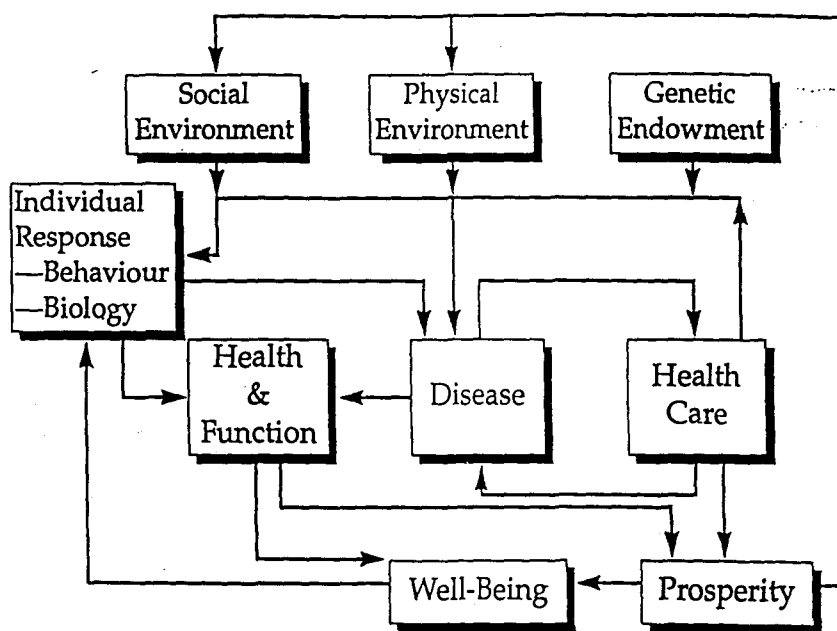 Social
Environment
Physical
Environment
Genetic
Endowment
Individual
Response
—Behaviour
—Biology
Health
&
Function
Disease
Health
Care
Well-Being
Prosperity